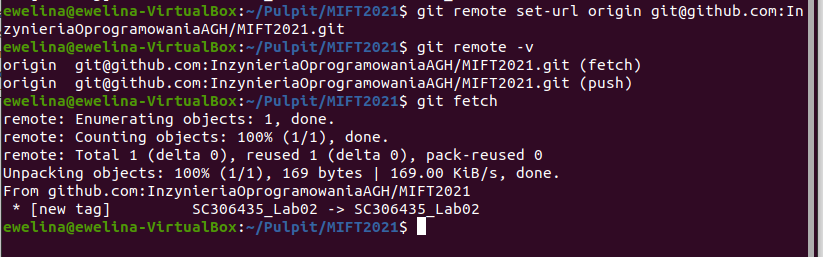 ewelina@ewelina-VirtualBox:~/Pulpit/MIFT2021$ git remote set-url origin git@github.com:In
zynieriaOprogramowaniaAGH/MIFT2021.git
ewelina@ewelina-VirtualBox:~/Pulpit/MIFT2021$ git remote -v
origin  git@github.com:InzynieriaOprogramowaniaAGH/MIFT2021.git (fetch)
origin  git@github.com:InzynieriaOprogramowaniaAGH/MIFT2021.git (push)
ewelina@ewelina-VirtualBox:~/Pulpit/MIFT2021$ git fetch
remote: Enumerating objects: 1, done.
remote: Counting objects: 100% (1/1), done.
remote: Total 1 (delta 0), reused 1 (delta 0), pack-reused 0
Unpacking objects: 100% (1/1), 169 bytes | 169.00 KiB/s, done.
From github.com:InzynieriaOprogramowaniaAGH/MIFT2021
 * [new tag]         SC306435_Lab02 -> SC306435_Lab02
ewelina@ewelina-VirtualBox:~/Pulpit/MIFT2021$